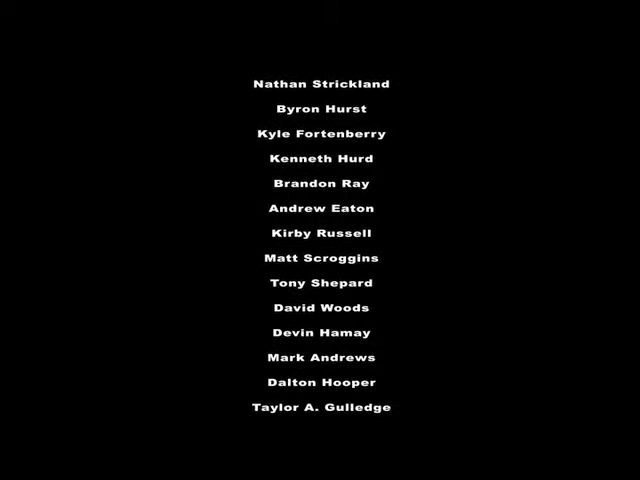 Nathan Strickland
Byron Hurst
Kyle Fortenberry
Kenneth Hurd
Brandon Ray
Andrew Eaton
Kirby Russell
Matt Scroggins
Tony Shepard
David Woods
Devin Hamay
Mark Andrews
Dalton Hooper
Taylor A. Gulledge